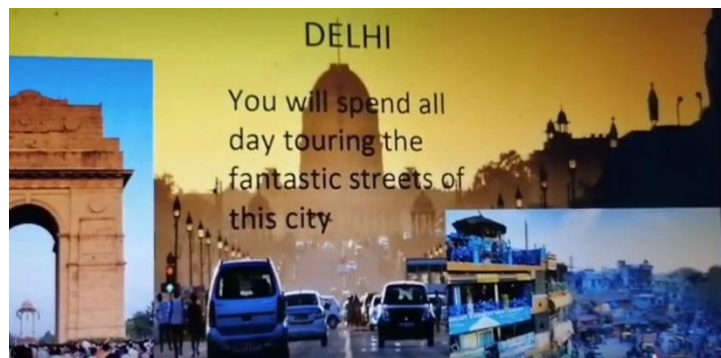 DELHI
You will spend all
day touring the
fantastic streets of
this city